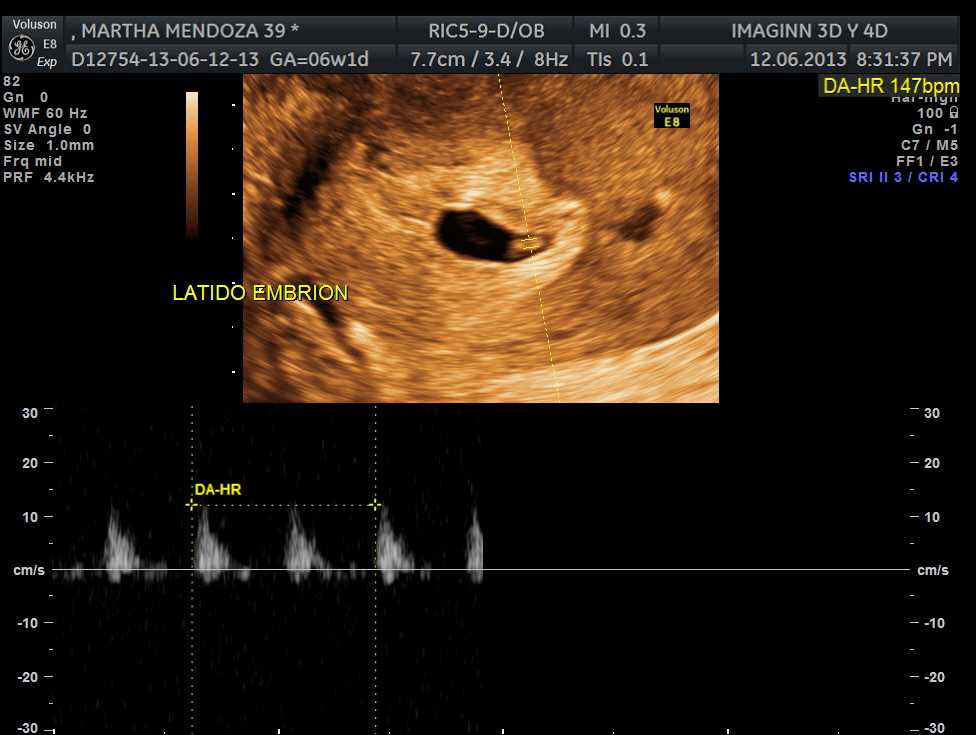 Voluson
E8
Exp
, MARTHA MENDOZA 39 * RIC5-9-D/OB MI 0.3 IMAGINN 3D Y 4D
D12754-13-06-12-13 GA=06w1d 7.7cm / 3.4 / 8Hz TIs 0.1 12.06.2013 8:31:37 PM
82
Gn 0
WMF 60 Hz
SV Angle 0
Size 1.0mm
Frq mid
PRF 4.4kHz
DA-HR 147bpm
Har-high
100
Gn -1
C7 / M5
FF1 / E3
SRI II 3 / CRI 4
Voluson
E8
LATIDO EMBRION
DA-HR
30 30
20 20
10 10
cm/s cm/s
-10 -10
-20 -20
-30 -30